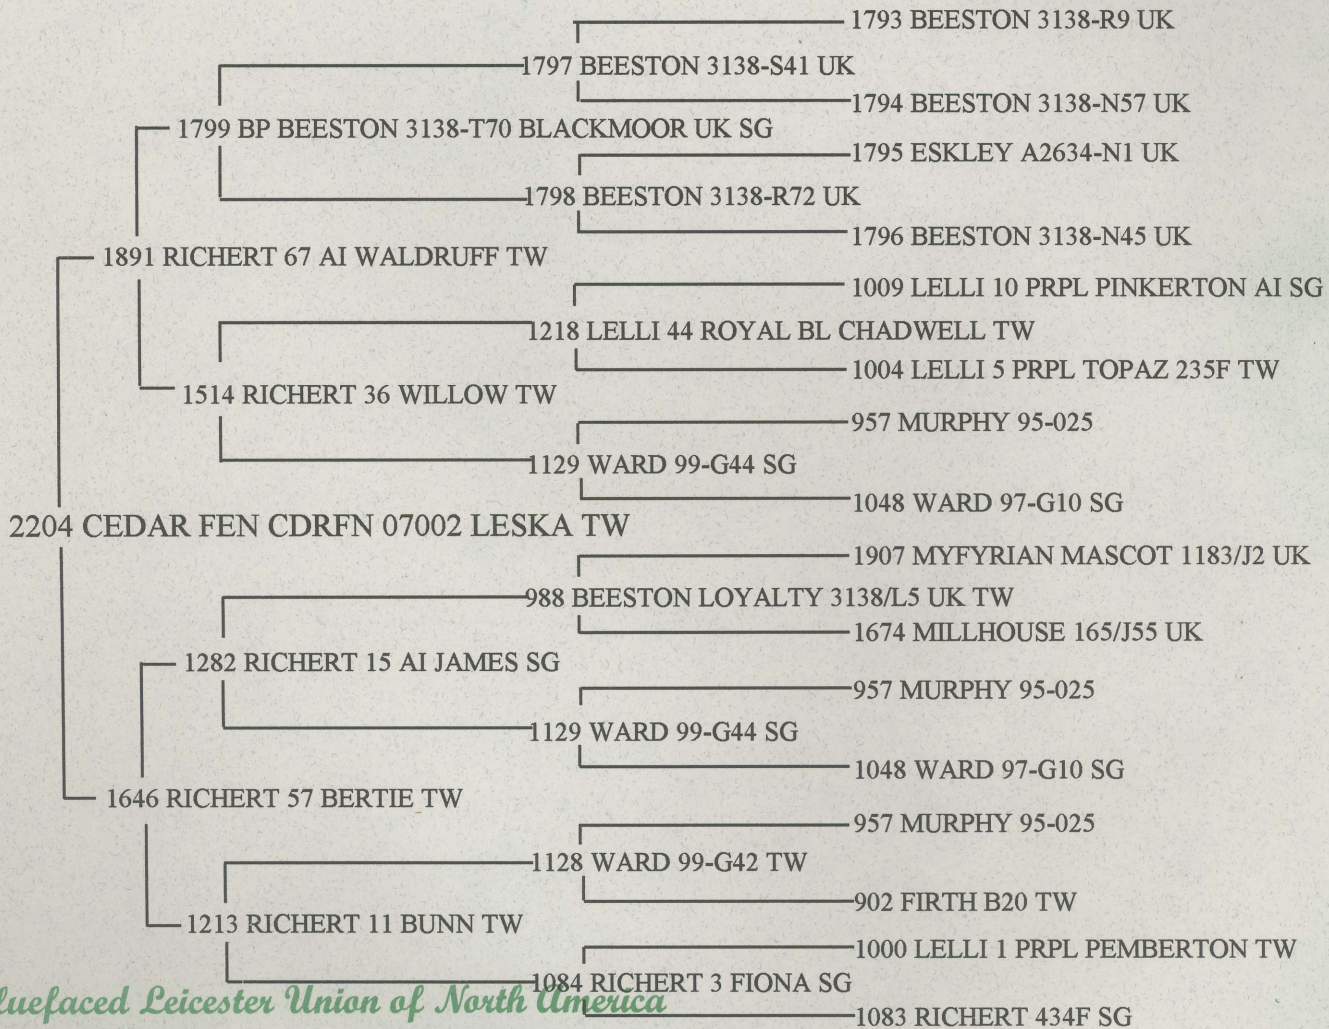 1793 BEESTON 3138-R9 UK
1797 BEESTON 3138-S41 UK
1794 BEESTON 3138-N57 UK
1799 BP BEESTON 3138-T70 BLACKMOOR UK SG
1795 ESKLEY A2634-N1 UK
1798 BEESTON 3138-R72 UK
1796 BEESTON 3138-N45 UK
1891 RICHERT 67 AI WALDRUFF TW
1009 LELLI 10 PRPL PINKERTON AI SG
1218 LELLI 44 ROYAL BL CHADWELL TW
1004 LELLI 5 PRPL TOPAZ 235F TW
1514 RICHERT 36 WILLOW TW
957 MURPHY 95-025
1129 WARD 99-G44 SG
1048 WARD 97-G10 SG
2204 CEDAR FEN CDRFN 07002 LESKA TW
1907 MYFYRIAN MASCOT 1183/J2 UK
988 BEESTON LOYALTY 3138/L5 UK TW
1674 MILLHOUSE 165/J55 UK
1282 RICHERT 15 AI JAMES SG
957 MURPHY 95-025
1129 WARD 99-G44 SG
1048 WARD 97-G10 SG
1646 RICHERT 57 BERTIE TW
957 MURPHY 95-025
1128 WARD 99-G42 TW
902 FIRTH B20 TW
1213 RICHERT 11 BUNN TW
1000 LELLI 1 PRPL PEMBERTON TW
1084 RICHERT 3 FIONA SG
luefaced Leicester Union of North America
1083 RICHERT 434F SG